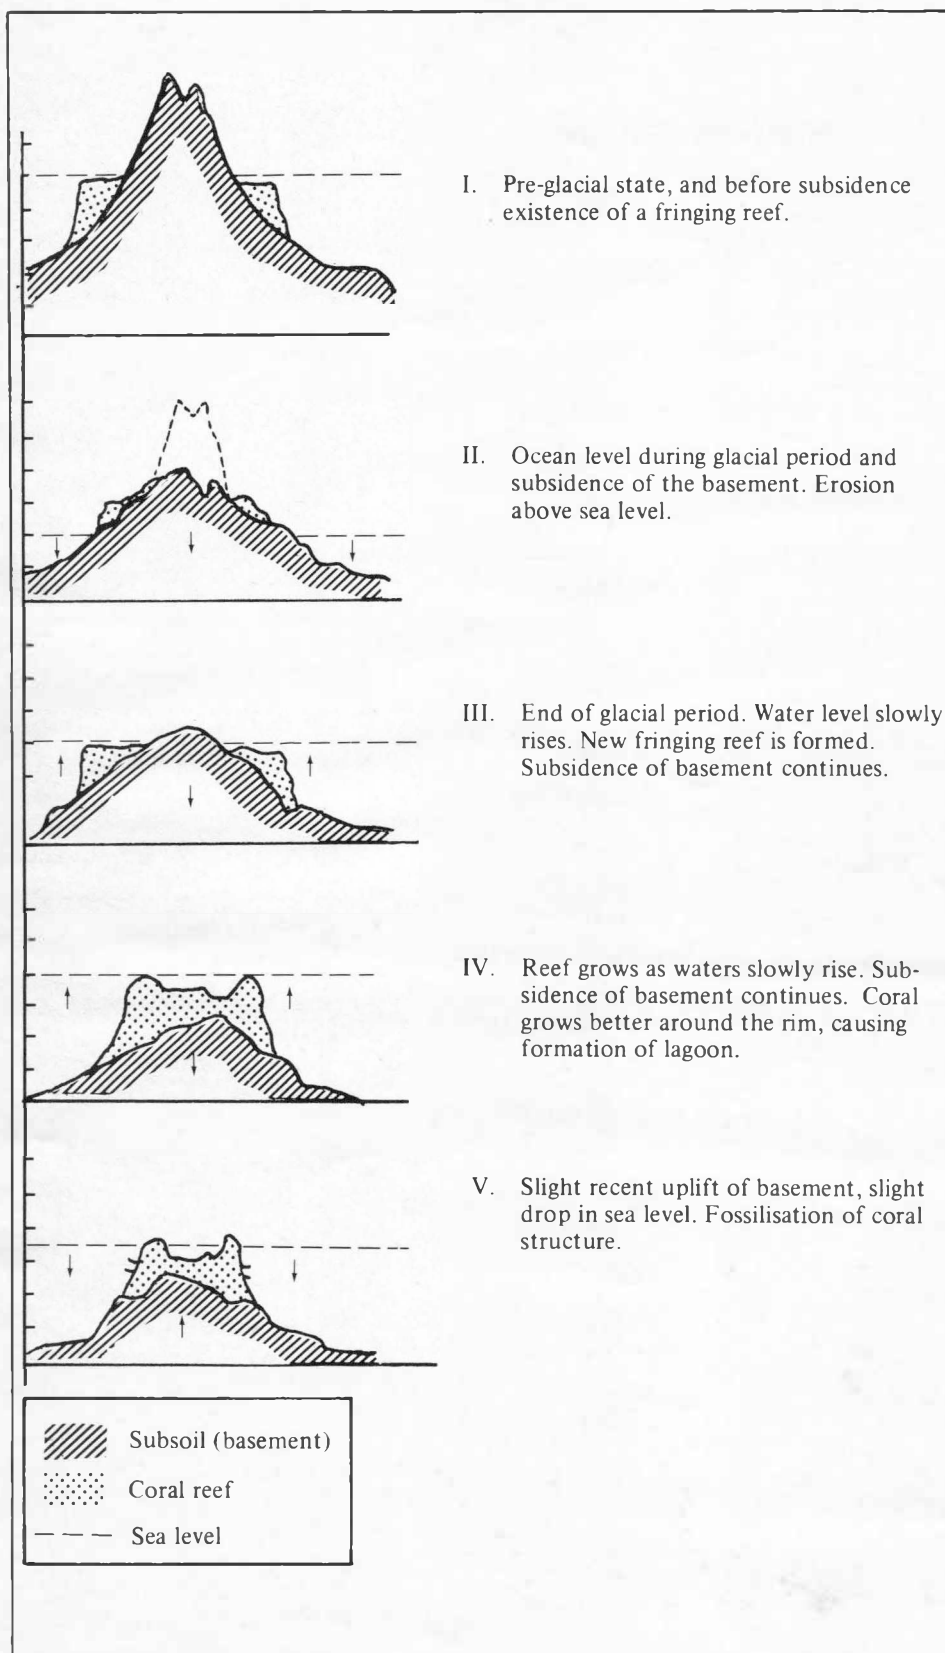 I. Pre-glacial state, and before subsidence
existence of a fringing reef.
II. Ocean level during glacial period and
subsidence of the basement. Erosion
above sea level.
III. End of glacial period. Water level slowly
rises. New fringing reef is formed.
Subsidence of basement continues.
IV. Reef grows as waters slowly rise. Sub-
sidence of basement continues. Coral
grows better around the rim, causing
formation of lagoon.
V. Slight recent uplift of basement, slight
drop in sea level. Fossilisation of coral
structure.
Subsoil (basement)
Coral reef
Sea level